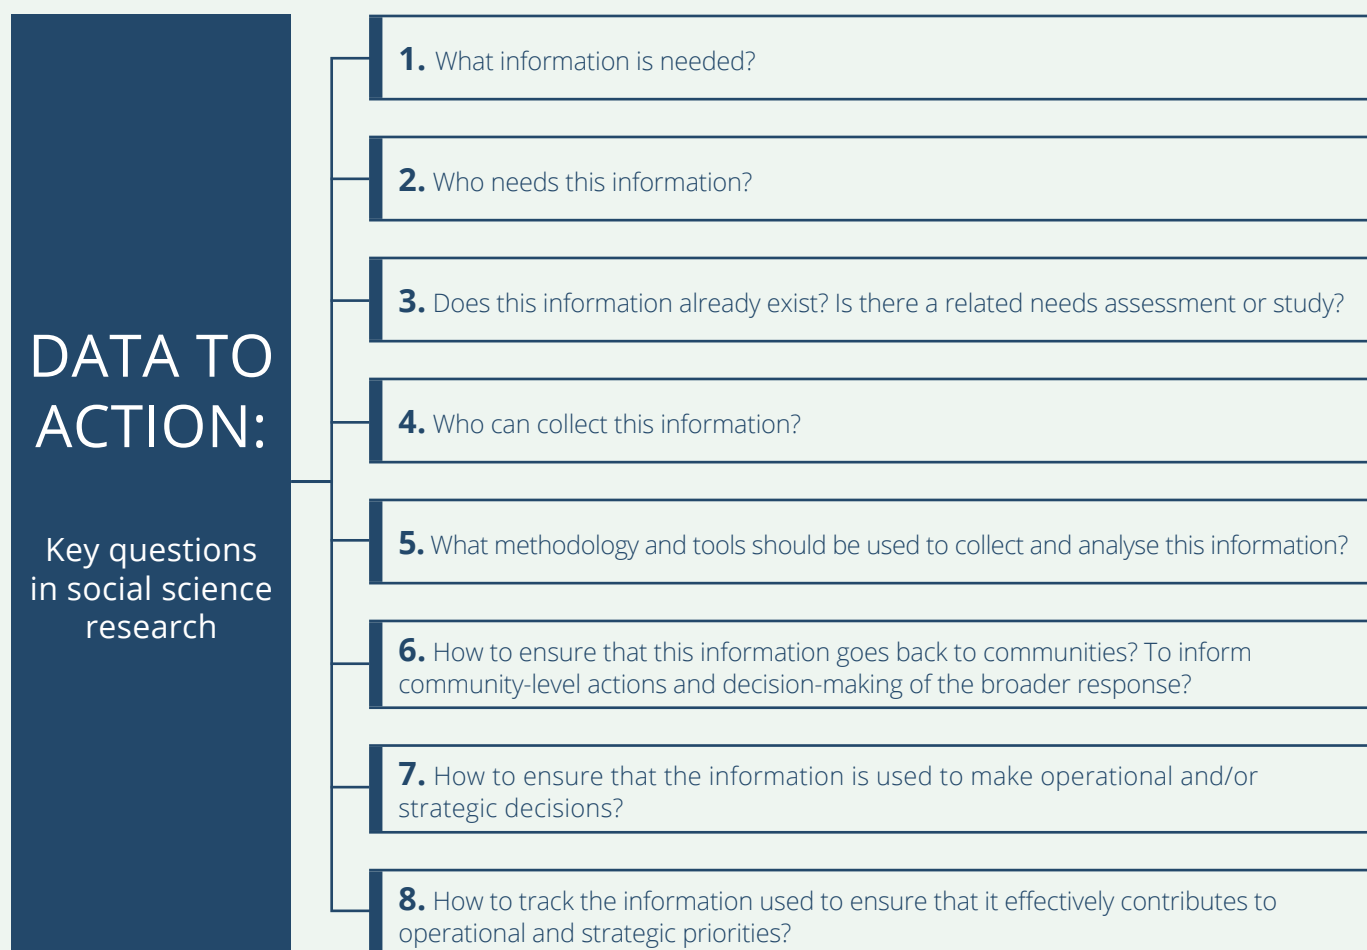 DATA TO
ACTION:
Key questions
in social science
research
1. What information is needed?
2. Who needs this information?
3. Does this information already exist? Is there a related needs assessment or study?
4. Who can collect this information?
5. What methodology and tools should be used to collect and analyse this information?
6. How to ensure that this information goes back to communities? To inform
community-level actions and decision-making of the broader response?
7. How to ensure that the information is used to make operational and/or
strategic decisions?
8. How to track the information used to ensure that it effectively contributes to
operational and strategic priorities?